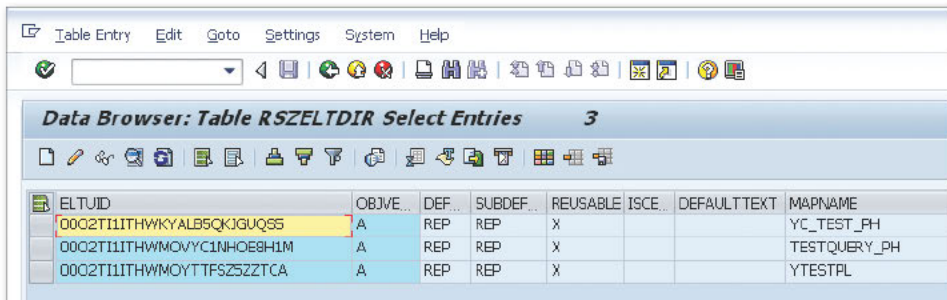 Table Entry Edit Goto Settings System Help
Data Browser: Table RSZELTDIR Select Entries 3
ELTUID OBJVE... DEF... SUBDEF... REUSABLE ISCE... DEFAULTTEXT MAPNAME
00O2TI1ITHWKYALB5QKJGUQS5 A REP REP X YC_TEST_PH
00O2TI1ITHWMOVYC1NHOE8H1M A REP REP X TESTQUERY_PH
00O2TI1ITHWMOYTTFSZ5ZZTCA A REP REP X YTESTPL